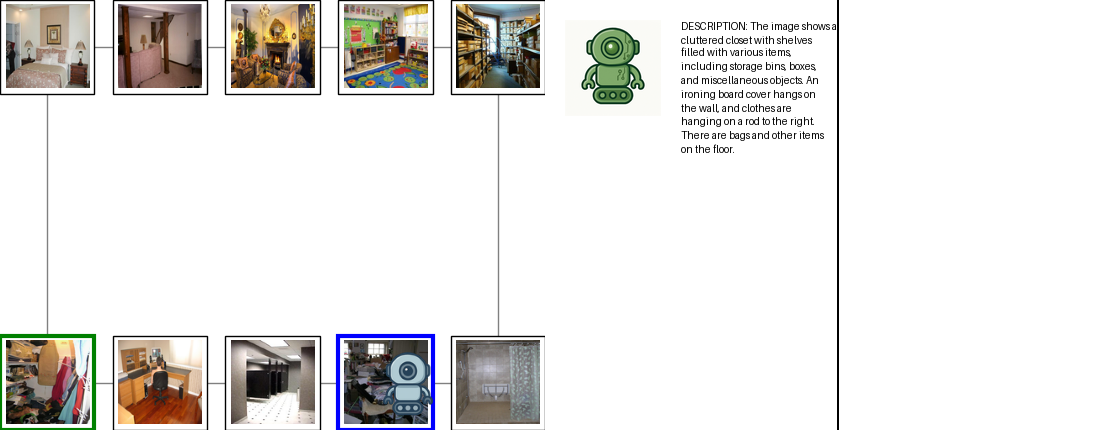 DESCRIPTION: The image shows a
cluttered closet with shelves
filled with various items,
including storage bins, boxes,
and miscellaneous objects. An
ironing board cover hangs on
the wall, and clothes are
hanging on a rod to the right.
There are bags and other items
on the floor.